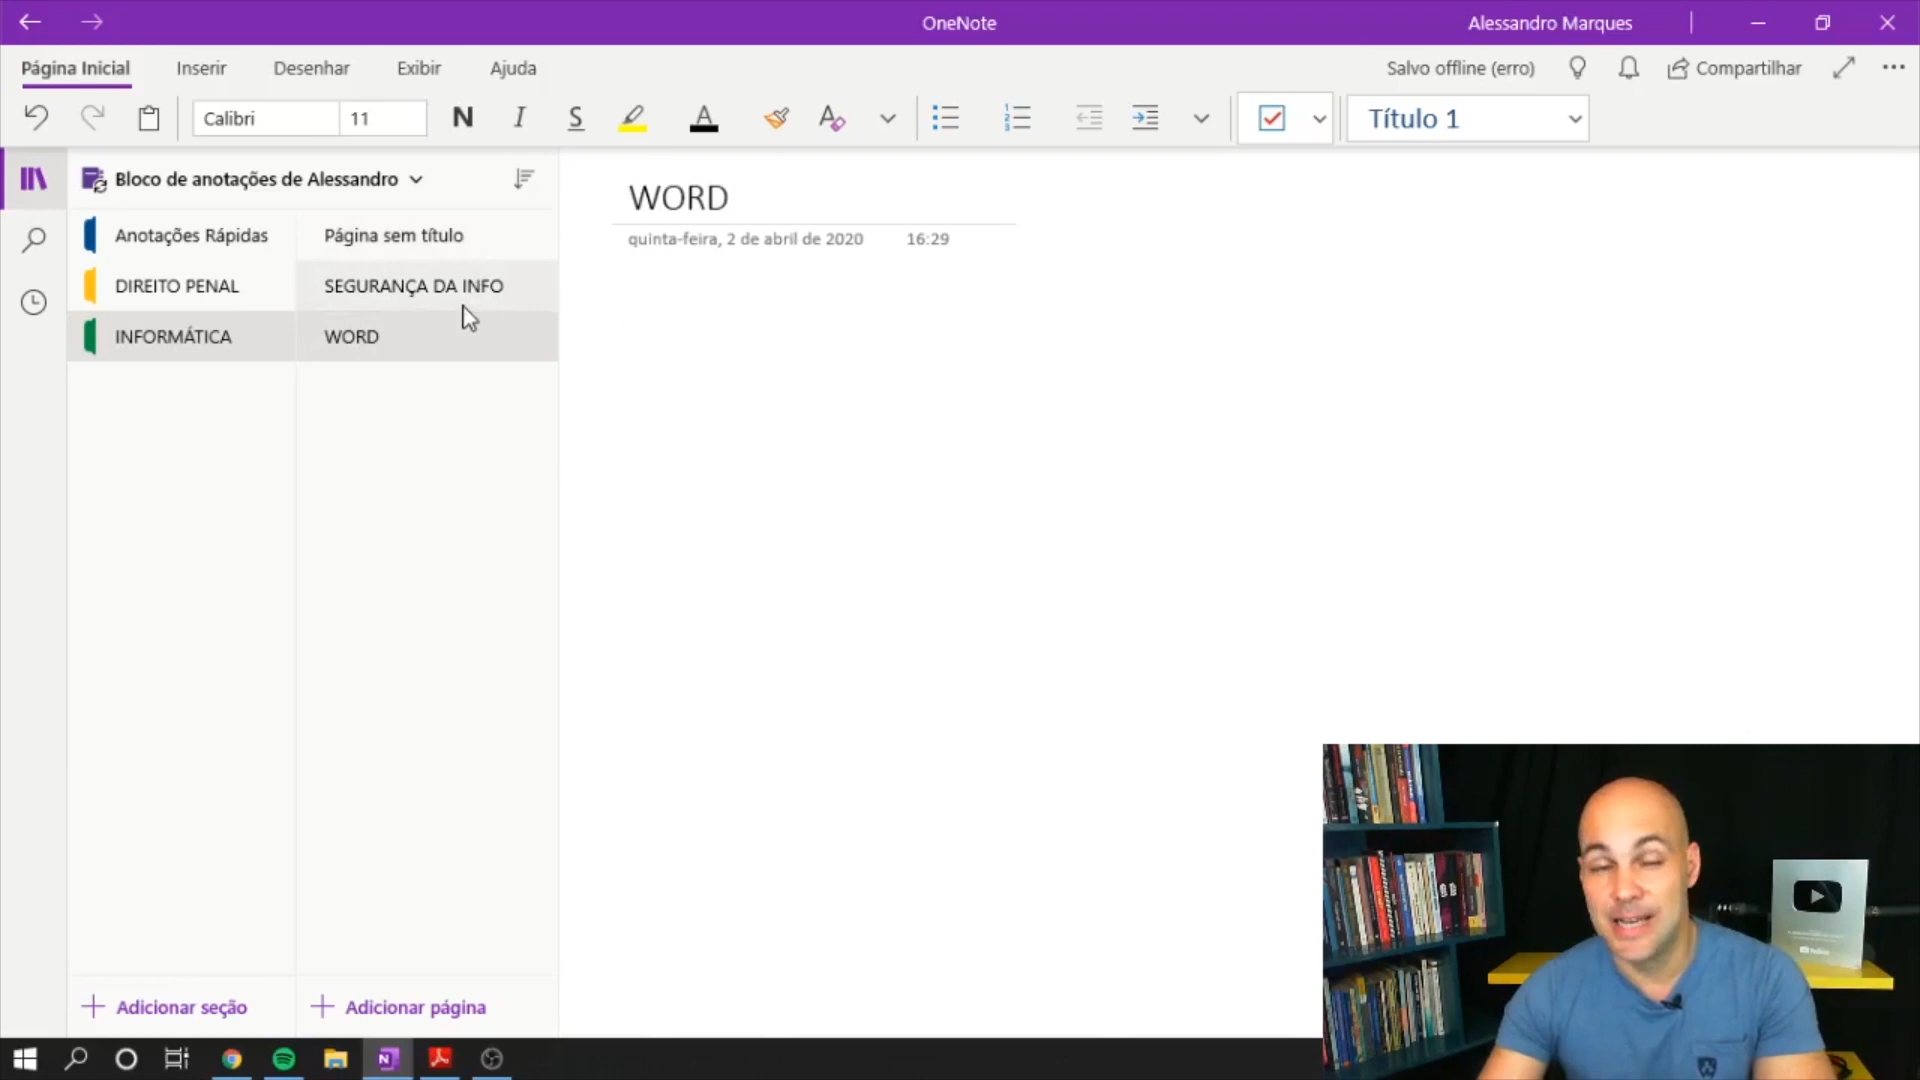 OneNote
Alessandro Marques
Página Inicial
Inserir
Desenhar
Exibir
Ajuda
Salvo offline (erro)
Compartilhar
Calibri
11
N
I
S
A
A
Título 1
Bloco de anotações de Alessandro
Anotações Rápidas
DIREITO PENAL
INFORMÁTICA
Página sem título
SEGURANÇA DA INFO
WORD
WORD
quinta-feira, 2 de abril de 2020
16:29
Adicionar seção
Adicionar página